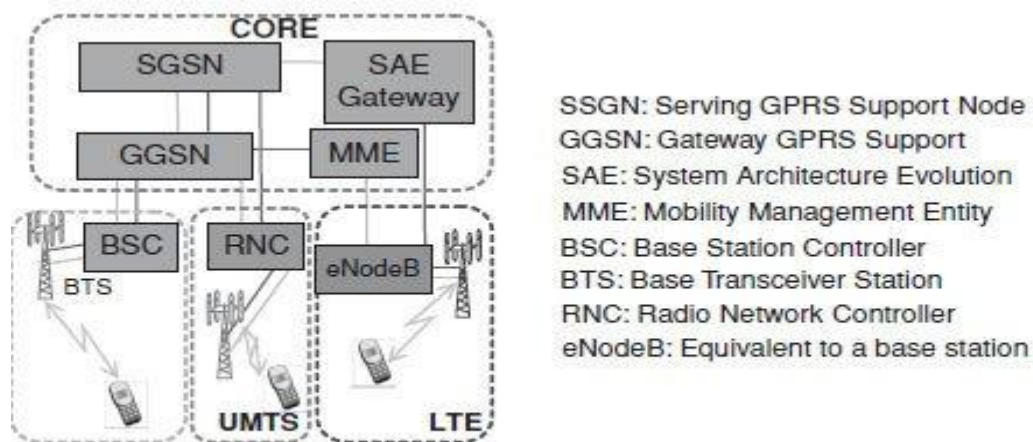 CORE
SGSN
SAE
Gateway
GGSN
MME
BSC
RNC
eNodeB
BTS
UMTS
LTE
SSGN: Serving GPRS Support Node
GGSN: Gateway GPRS Support
SAE: System Architecture Evolution
MME: Mobility Management Entity
BSC: Base Station Controller
BTS: Base Transceiver Station
RNC: Radio Network Controller
eNodeB: Equivalent to a base station